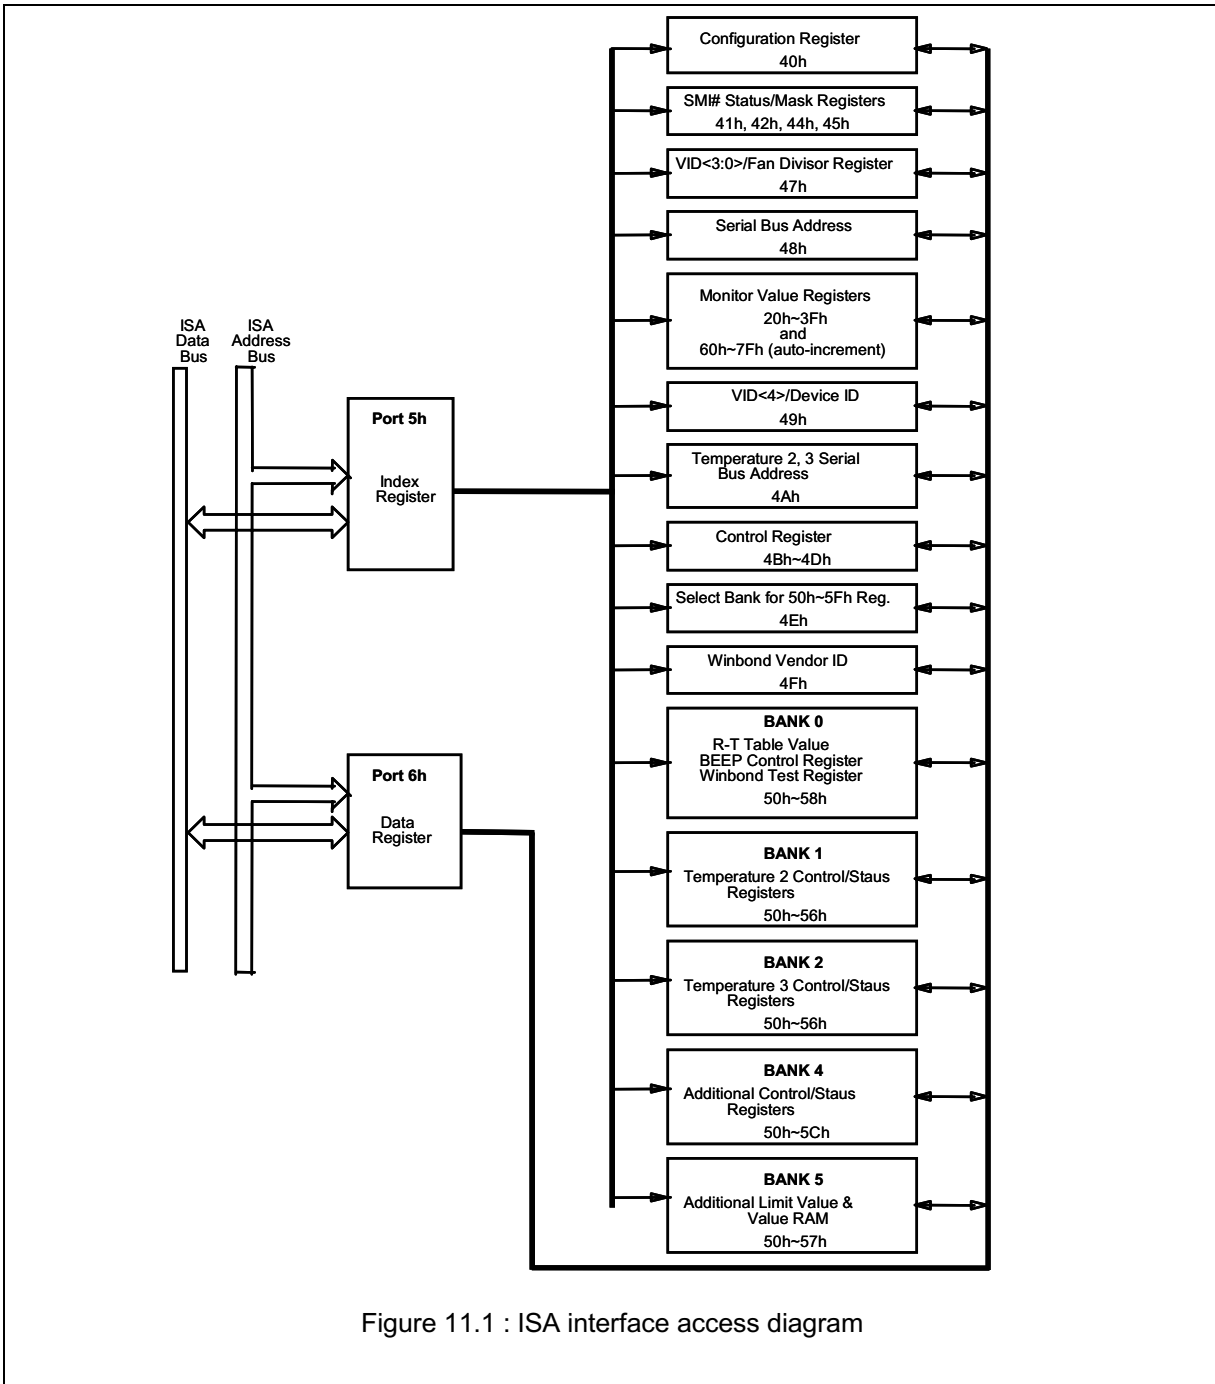 Configuration Register
40h
SMI# Status/Mask Registers
41h, 42h, 44h, 45h
VID<3:0>/Fan Divisor Register
47h
Serial Bus Address
48h
Monitor Value Registers
20h~3Fh
and
60h~7Fh (auto-increment)
VID<4>/Device ID
49h
Temperature 2, 3 Serial
Bus Address
4Ah
Control Register
4Bh~4Dh
Select Bank for 50h~5Fh Reg.
4Eh
Winbond Vendor ID
4Fh
BANK 0
R-T Table Value
BEEP Control Register
Winbond Test Register
50h~58h
BANK 1
Temperature 2 Control/Staus
Registers
50h~56h
BANK 2
Temperature 3 Control/Staus
Registers
50h~56h
BANK 4
Additional Control/Staus
Registers
50h~5Ch
BANK 5
Additional Limit Value &
Value RAM
50h~57h
ISA
Data
Bus
ISA
Address
Bus
Port 5h
Index
Register
Port 6h
Data
Register
Figure 11.1 : ISA interface access diagram